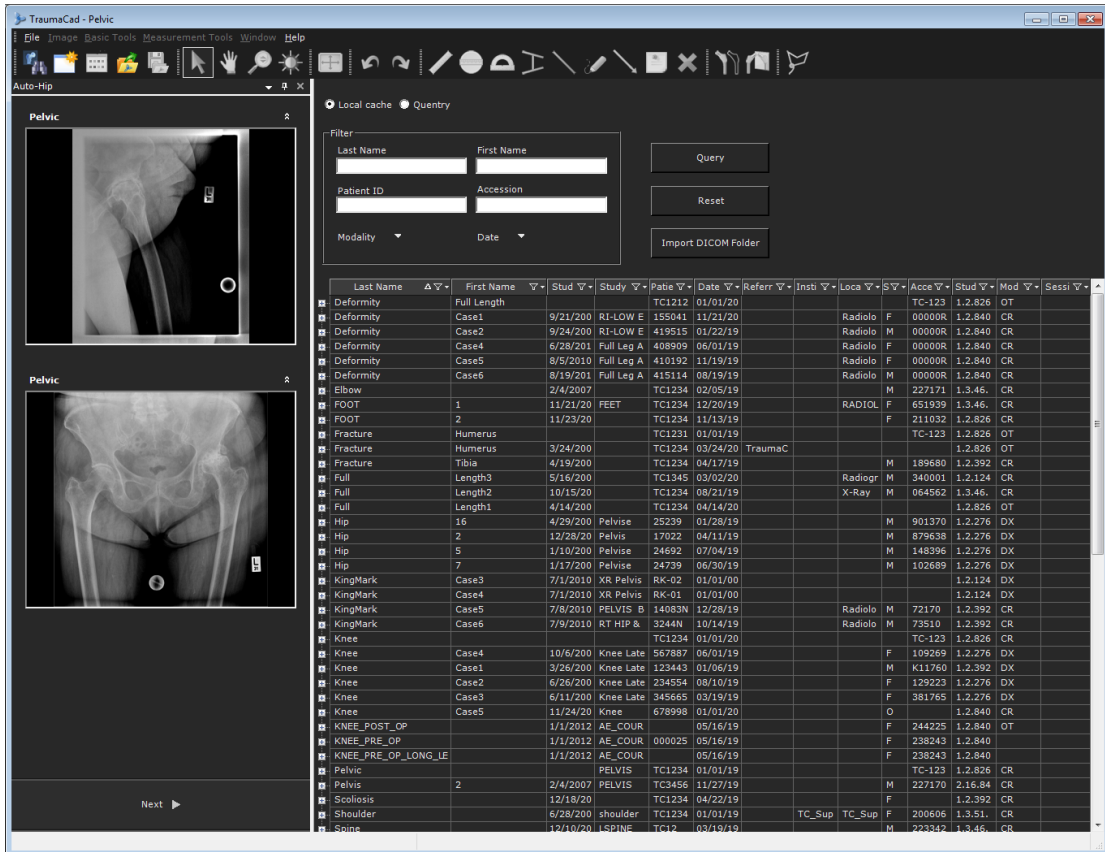 TraumaCad - Pelvic
File Image Basic Tools Measurement Tools Window Help
Auto-Hip
Pelvic
Pelvic
Next
Local cache Quentry
Filter
Last Name First Name
Patient ID Accession
Modality Date
Query
Reset
Import DICOM Folder
Last Name First Name Stud Study Patie Date Referr Insti Loca S Acce Stud Mod Sessi
Deformity Full Length TC1212 01/01/20 TC-123 1.2.826 OT
Deformity Case1 9/21/200 RI-LOW E 155041 11/21/20 Radiolo F 00000R 1.2.840 CR
Deformity Case2 9/24/200 RI-LOW E 419515 01/22/19 Radiolo M 00000R 1.2.840 CR
Deformity Case4 6/28/201 Full Leg A 408909 06/01/19 Radiolo F 00000R 1.2.840 CR
Deformity Case5 8/5/2010 Full Leg A 410192 11/19/19 Radiolo F 00000R 1.2.840 CR
Deformity Case6 8/19/201 Full Leg A 415114 08/19/19 Radiolo M 00000R 1.2.840 CR
Elbow 2/4/2007 TC1234 02/05/19 M 227171 1.3.46. CR
FOOT 1 11/21/20 FEET TC1234 12/20/19 RADIOL F 651939 1.3.46. CR
FOOT 2 11/23/20 TC1234 11/13/19 F 211032 1.2.826 CR
Fracture Humerus TC1231 01/01/19 TC-123 1.2.826 OT
Fracture Humerus 3/24/200 TC1234 03/24/20 TraumaC 1.2.826 OT
Fracture Tibia 4/19/200 TC1234 04/17/19 M 189680 1.2.392 CR
Full Length3 5/16/200 TC1345 03/02/20 Radiogr M 340001 1.2.124 CR
Full Length2 10/15/20 TC1234 08/21/19 X-Ray M 064562 1.3.46. CR
Full Length1 4/14/200 TC1234 04/14/20 1.2.826 OT
Hip 16 4/29/200 Pelvise 25239 01/28/19 M 901370 1.2.276 DX
Hip 2 12/28/20 Pelvis 17022 04/11/19 M 879638 1.2.276 DX
Hip 5 1/10/200 Pelvise 24692 07/04/19 M 148396 1.2.276 DX
Hip 7 1/17/200 Pelvise 24739 06/30/19 M 102689 1.2.276 DX
KingMark Case3 7/1/2010 XR Pelvis RK-02 01/01/00 1.2.124 DX
KingMark Case4 7/1/2010 XR Pelvis RK-01 01/01/00 1.2.124 DX
KingMark Case5 7/8/2010 PELVIS B 14083N 12/28/19 Radiolo M 72170 1.2.392 CR
KingMark Case6 7/9/2010 RT HIP & 3244N 10/14/19 Radiolo M 73510 1.2.392 CR
Knee TC1234 01/01/20 TC-123 1.2.826 CR
Knee Case4 10/6/200 Knee Late 567887 06/01/19 F 109269 1.2.276 DX
Knee Case1 3/26/200 Knee Late 123443 01/06/19 M K11760 1.2.392 DX
Knee Case2 6/26/200 Knee Late 234554 08/10/19 F 129223 1.2.276 DX
Knee Case3 6/11/200 Knee Late 345665 03/19/19 F 381765 1.2.276 DX
Knee Case5 11/24/20 Knee 678998 01/01/20 O 1.2.840 CR
KNEE_POST_OP 1/1/2012 AE_COUR 05/16/19 F 244225 1.2.840 OT
KNEE_PRE_OP 1/1/2012 AE_COUR 000025 05/16/19 F 238243 1.2.840
KNEE_PRE_OP_LONG_LE 1/1/2012 AE_COUR 05/16/19 F 238243 1.2.840
Pelvic PELVIS TC1234 01/01/19 TC-123 1.2.826 CR
Pelvis 2 2/4/2007 PELVIS TC3456 11/27/19 M 227170 2.16.84 CR
Scoliosis 12/18/20 TC1234 04/22/19 F 1.2.392 CR
Shoulder 6/28/200 shoulder TC1234 01/01/19 TC_Sup TC_Sup F 200606 1.3.51. CR
Spine 12/10/20 LSPINE TC12 03/19/19 M 223342 1.3.46. CR